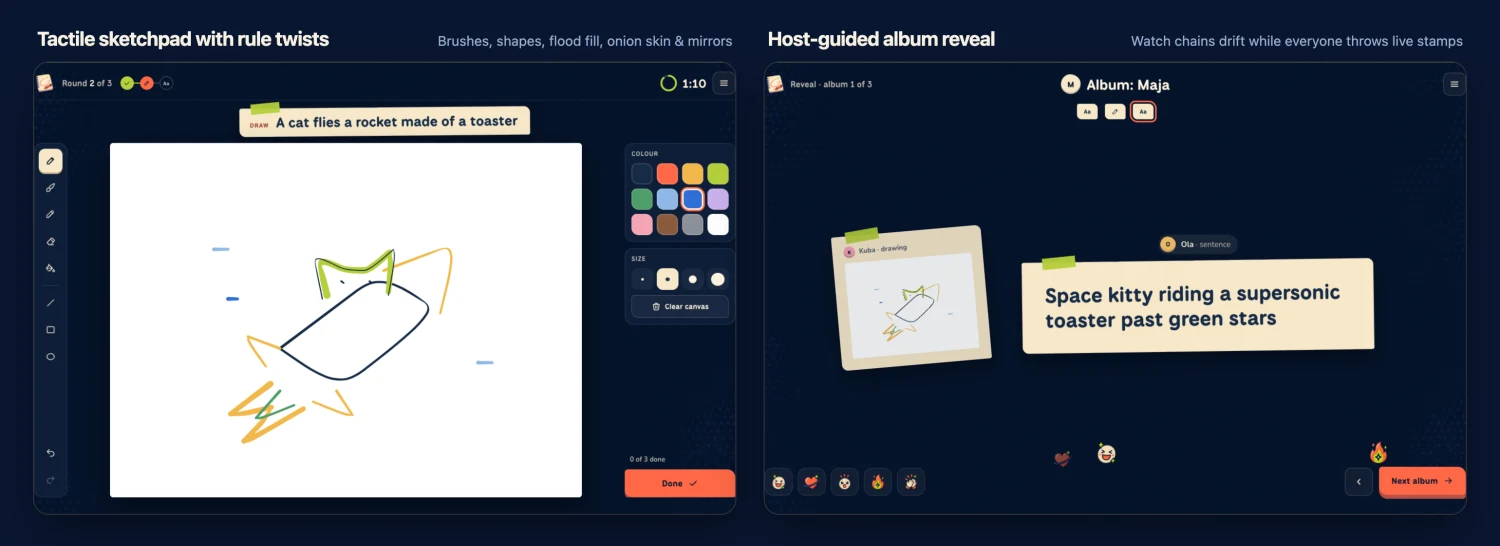 Tactile sketchpad with rule twists
Brushes, shapes, flood fill, onion skin & mirrors
Round 2 of 3
Aa
1:10
DRAW A cat flies a rocket made of a toaster
COLOUR
SIZE
Clear canvas
0 of 3 done
Done
Host-guided album reveal
Watch chains drift while everyone throws live stamps
Reveal · album 1 of 3
M Album: Maja
Aa
Aa
K Kuba · drawing
O Ola · sentence
Space kitty riding a supersonic
toaster past green stars
Next album